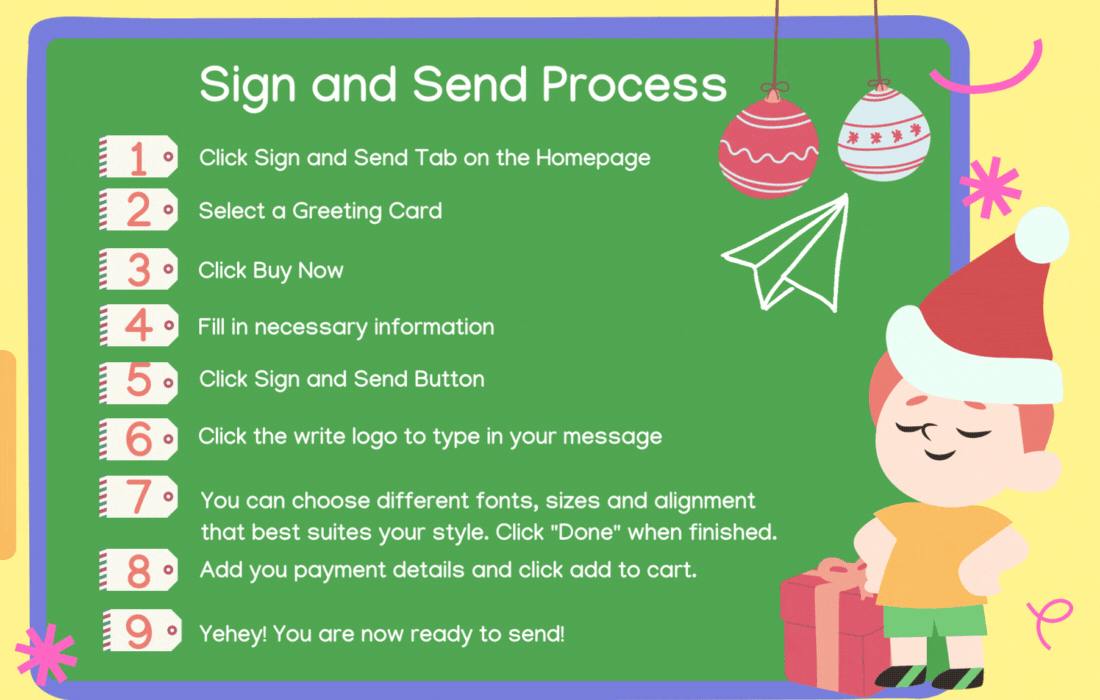 Sign and Send Process
1 Click Sign and Send Tab on the Homepage
2 Select a Greeting Card
3 Click Buy Now
4 Fill in necessary information
5 Click Sign and Send Button
6 Click the write logo to type in your message
7 You can choose different fonts, sizes and alignment
that best suites your style. Click "Done" when finished.
8 Add you payment details and click add to cart.
9 Yehey! You are now ready to send!